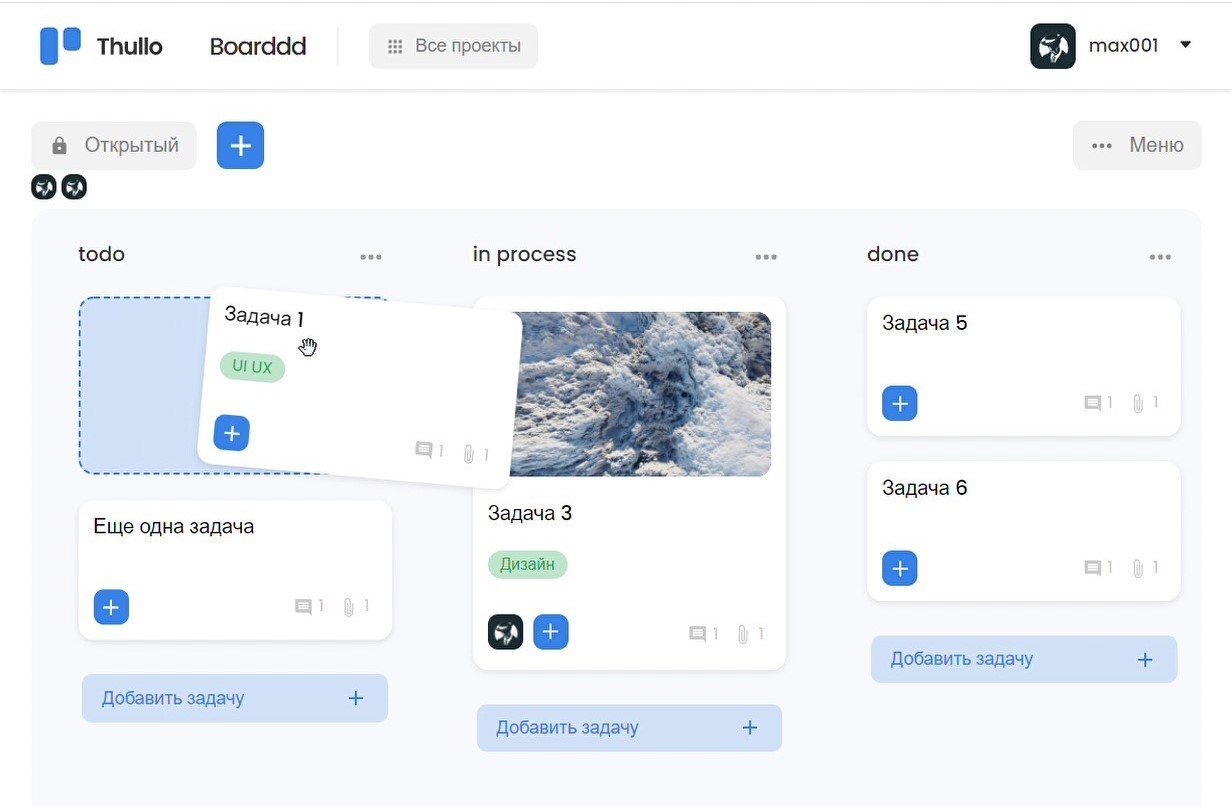 Thullo
Boarddd
Все проекты
max001
Открытый
Меню
todo
Задача 1
UI UX
1 1
Еще одна задача
1 1
Добавить задачу
in process
Задача 3
Дизайн
1 1
Добавить задачу
done
Задача 5
1 1
Задача 6
1 1
Добавить задачу